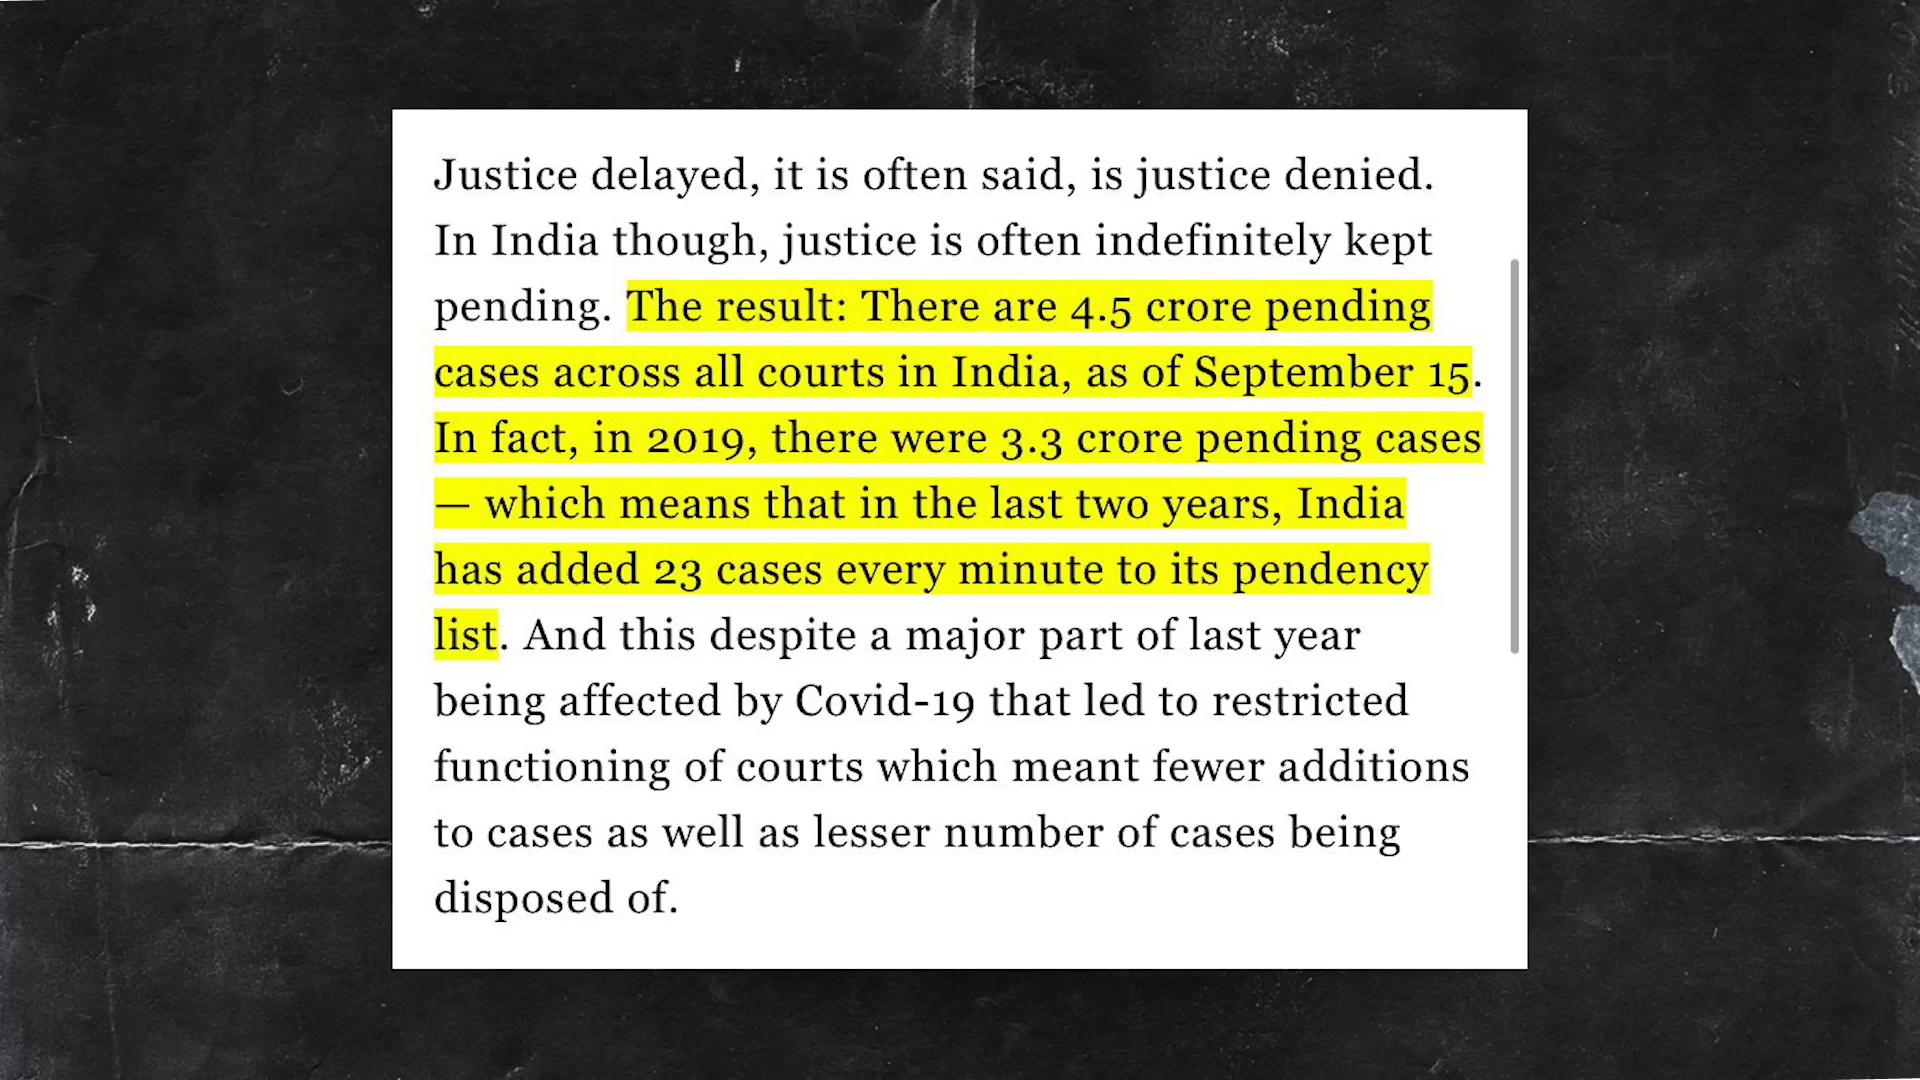 Justice delayed, it is often said, is justice denied.
In India though, justice is often indefinitely kept
pending. The result: There are 4.5 crore pending
cases across all courts in India, as of September 15.
In fact, in 2019, there were 3.3 crore pending cases
— which means that in the last two years, India
has added 23 cases every minute to its pendency
list. And this despite a major part of last year
being affected by Covid-19 that led to restricted
functioning of courts which meant fewer additions
to cases as well as lesser number of cases being
disposed of.